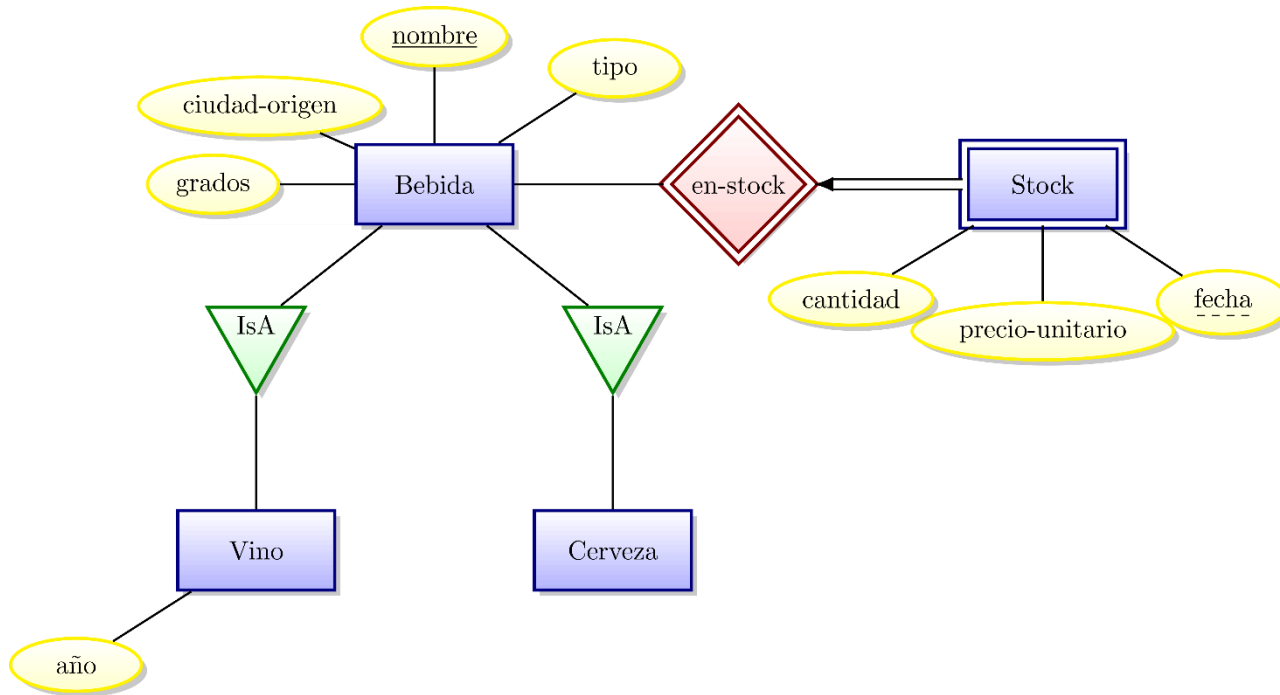 nombre
tipo
ciudad-origen
grados
Bebida
en-stock
Stock
cantidad
precio-unitario
fecha
IsA
IsA
Vino
Cerveza
año